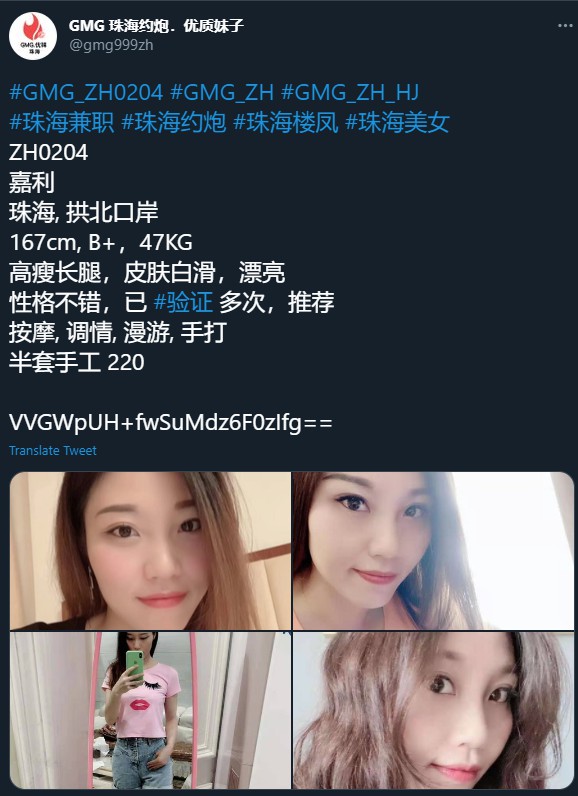 GMG 珠海约炮．优质妹子
@gmg999zh
GMG.优妹
珠海
#GMG_ZH0204 #GMG_ZH #GMG_ZH_HJ
#珠海兼职 #珠海约炮 #珠海楼凤 #珠海美女
ZH0204
嘉利
珠海, 拱北口岸
167cm, B+，47KG
高瘦长腿，皮肤白滑，漂亮
性格不错，已 #验证 多次，推荐
按摩, 调情, 漫游, 手打
半套手工 220
VVGWpUH+fwSuMdz6F0zIfg==
Translate Tweet